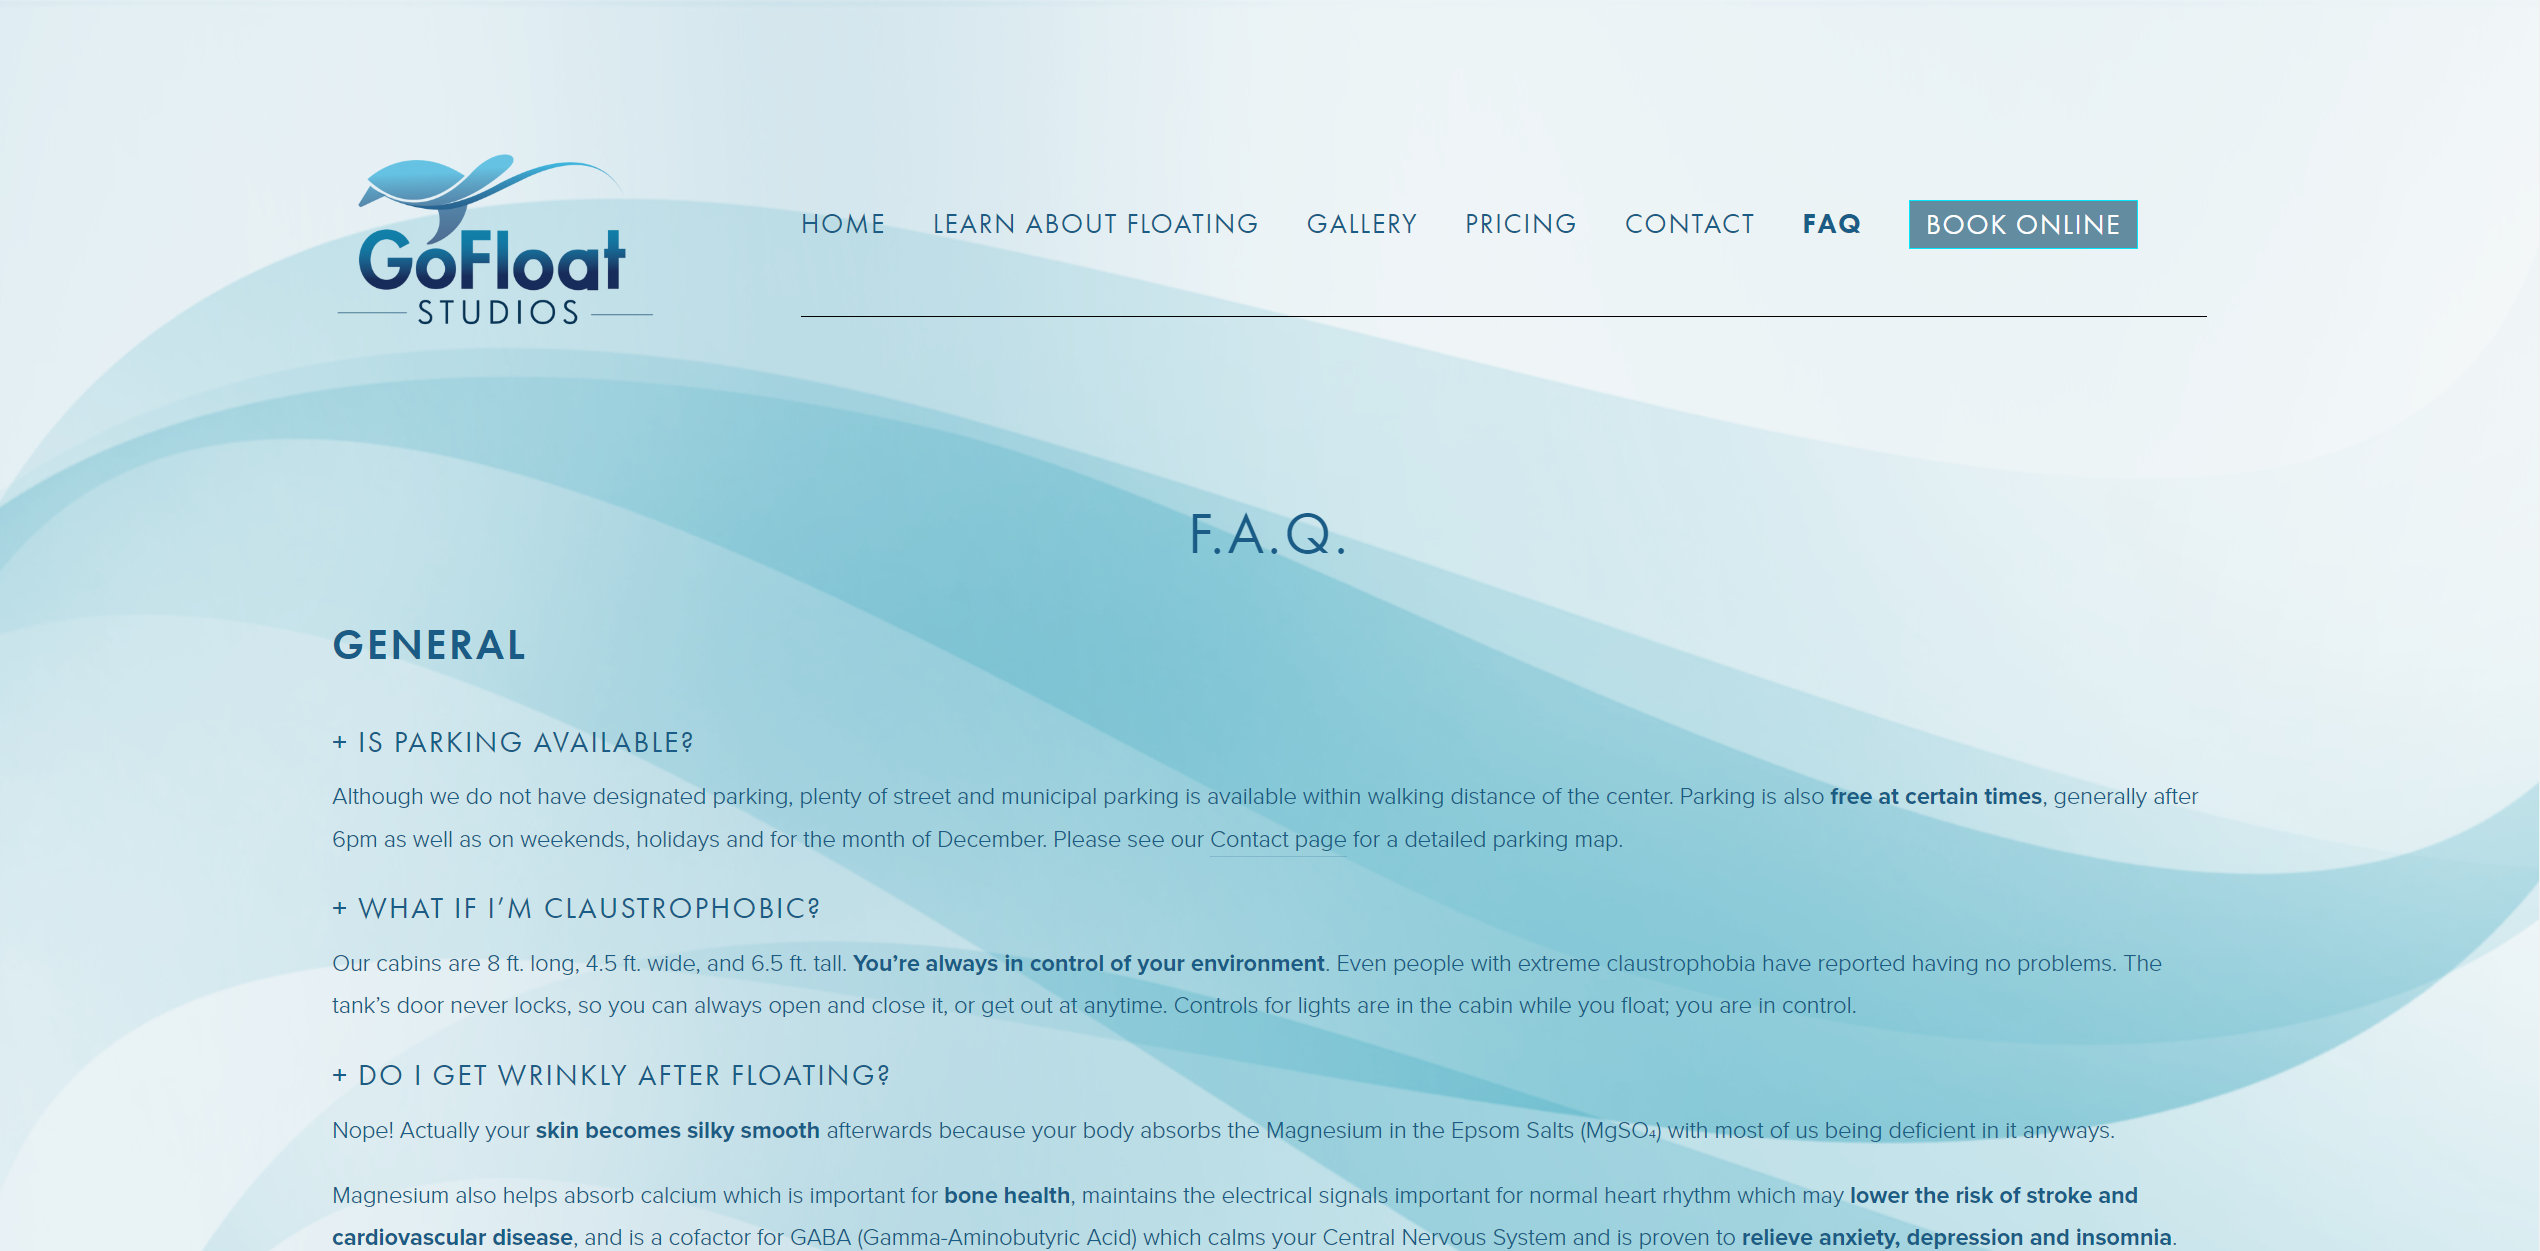 GoFloat
STUDIOS
HOME LEARN ABOUT FLOATING GALLERY PRICING CONTACT FAQ BOOK ONLINE
F.A.Q.
GENERAL
+ IS PARKING AVAILABLE?
Although we do not have designated parking, plenty of street and municipal parking is available within walking distance of the center. Parking is also free at certain times, generally after
6pm as well as on weekends, holidays and for the month of December. Please see our Contact page for a detailed parking map.
+ WHAT IF I’M CLAUSTROPHOBIC?
Our cabins are 8 ft. long, 4.5 ft. wide, and 6.5 ft. tall. You’re always in control of your environment. Even people with extreme claustrophobia have reported having no problems. The
tank’s door never locks, so you can always open and close it, or get out at anytime. Controls for lights are in the cabin while you float; you are in control.
+ DO I GET WRINKLY AFTER FLOATING?
Nope! Actually your skin becomes silky smooth afterwards because your body absorbs the Magnesium in the Epsom Salts (MgSO₄) with most of us being deficient in it anyways.
Magnesium also helps absorb calcium which is important for bone health, maintains the electrical signals important for normal heart rhythm which may lower the risk of stroke and
cardiovascular disease, and is a cofactor for GABA (Gamma-Aminobutyric Acid) which calms your Central Nervous System and is proven to relieve anxiety, depression and insomnia.